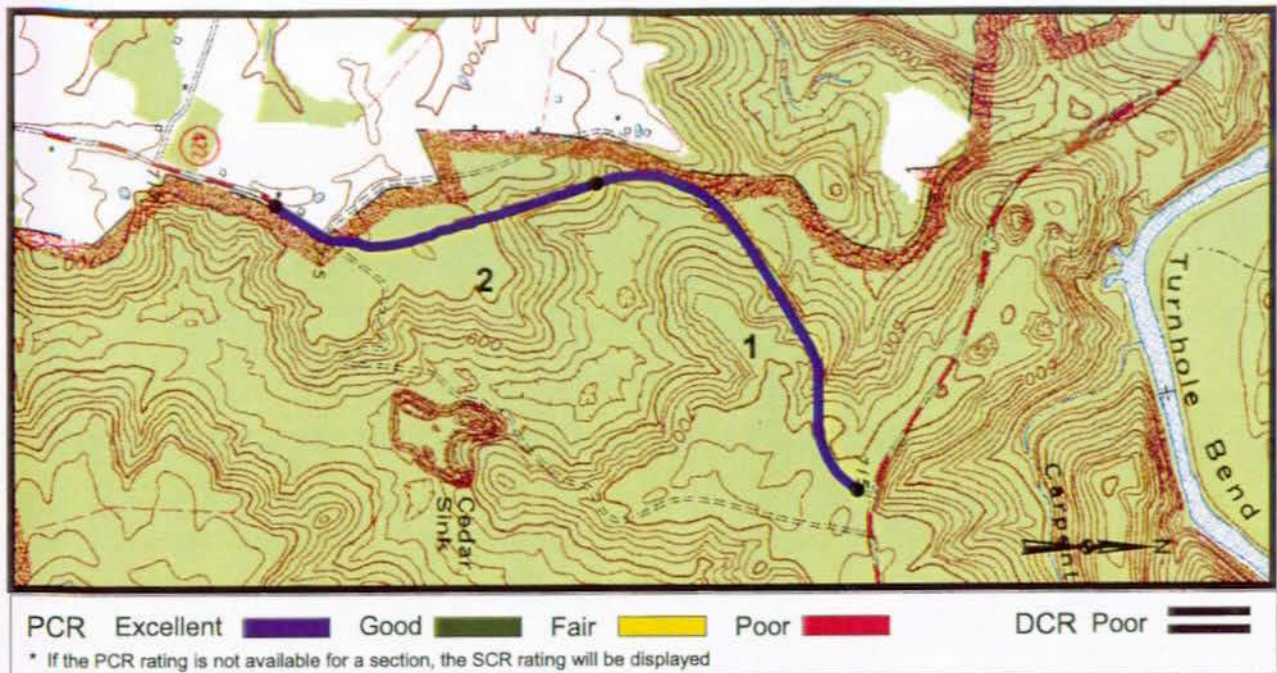 422
2
1
Cedar
Sink
Turnhole
Bend
N
PCR Excellent Good Fair Poor DCR Poor
* If the PCR rating is not available for a section, the SCR rating will be displayed